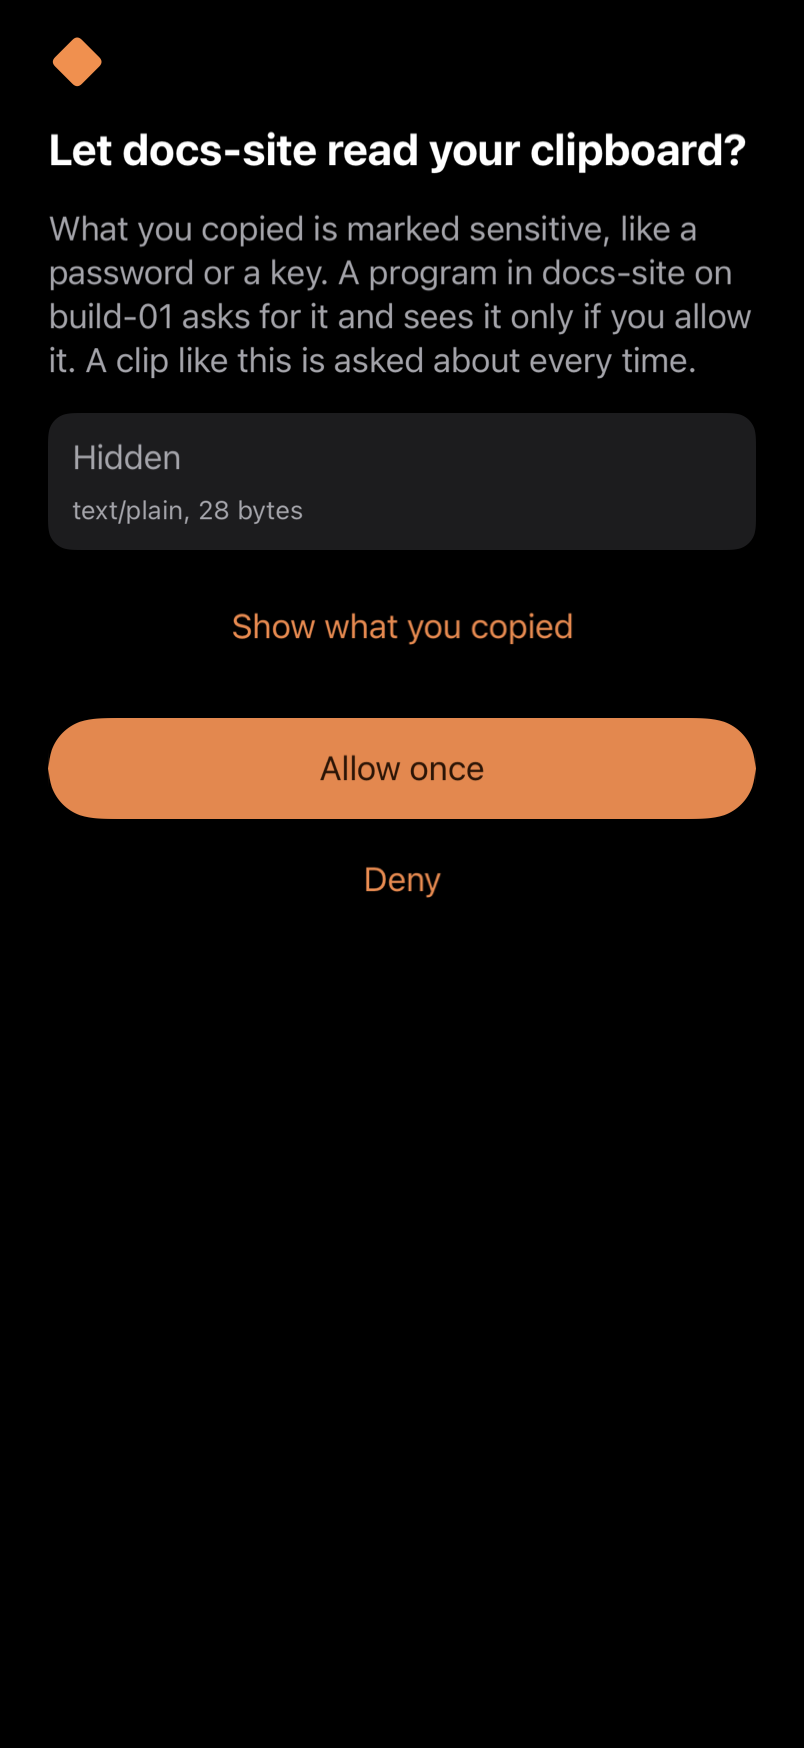 Let docs-site read your clipboard?
What you copied is marked sensitive, like a
password or a key. A program in docs-site on
build-01 asks for it and sees it only if you allow
it. A clip like this is asked about every time.
Hidden
text/plain, 28 bytes
Show what you copied
Allow once
Deny